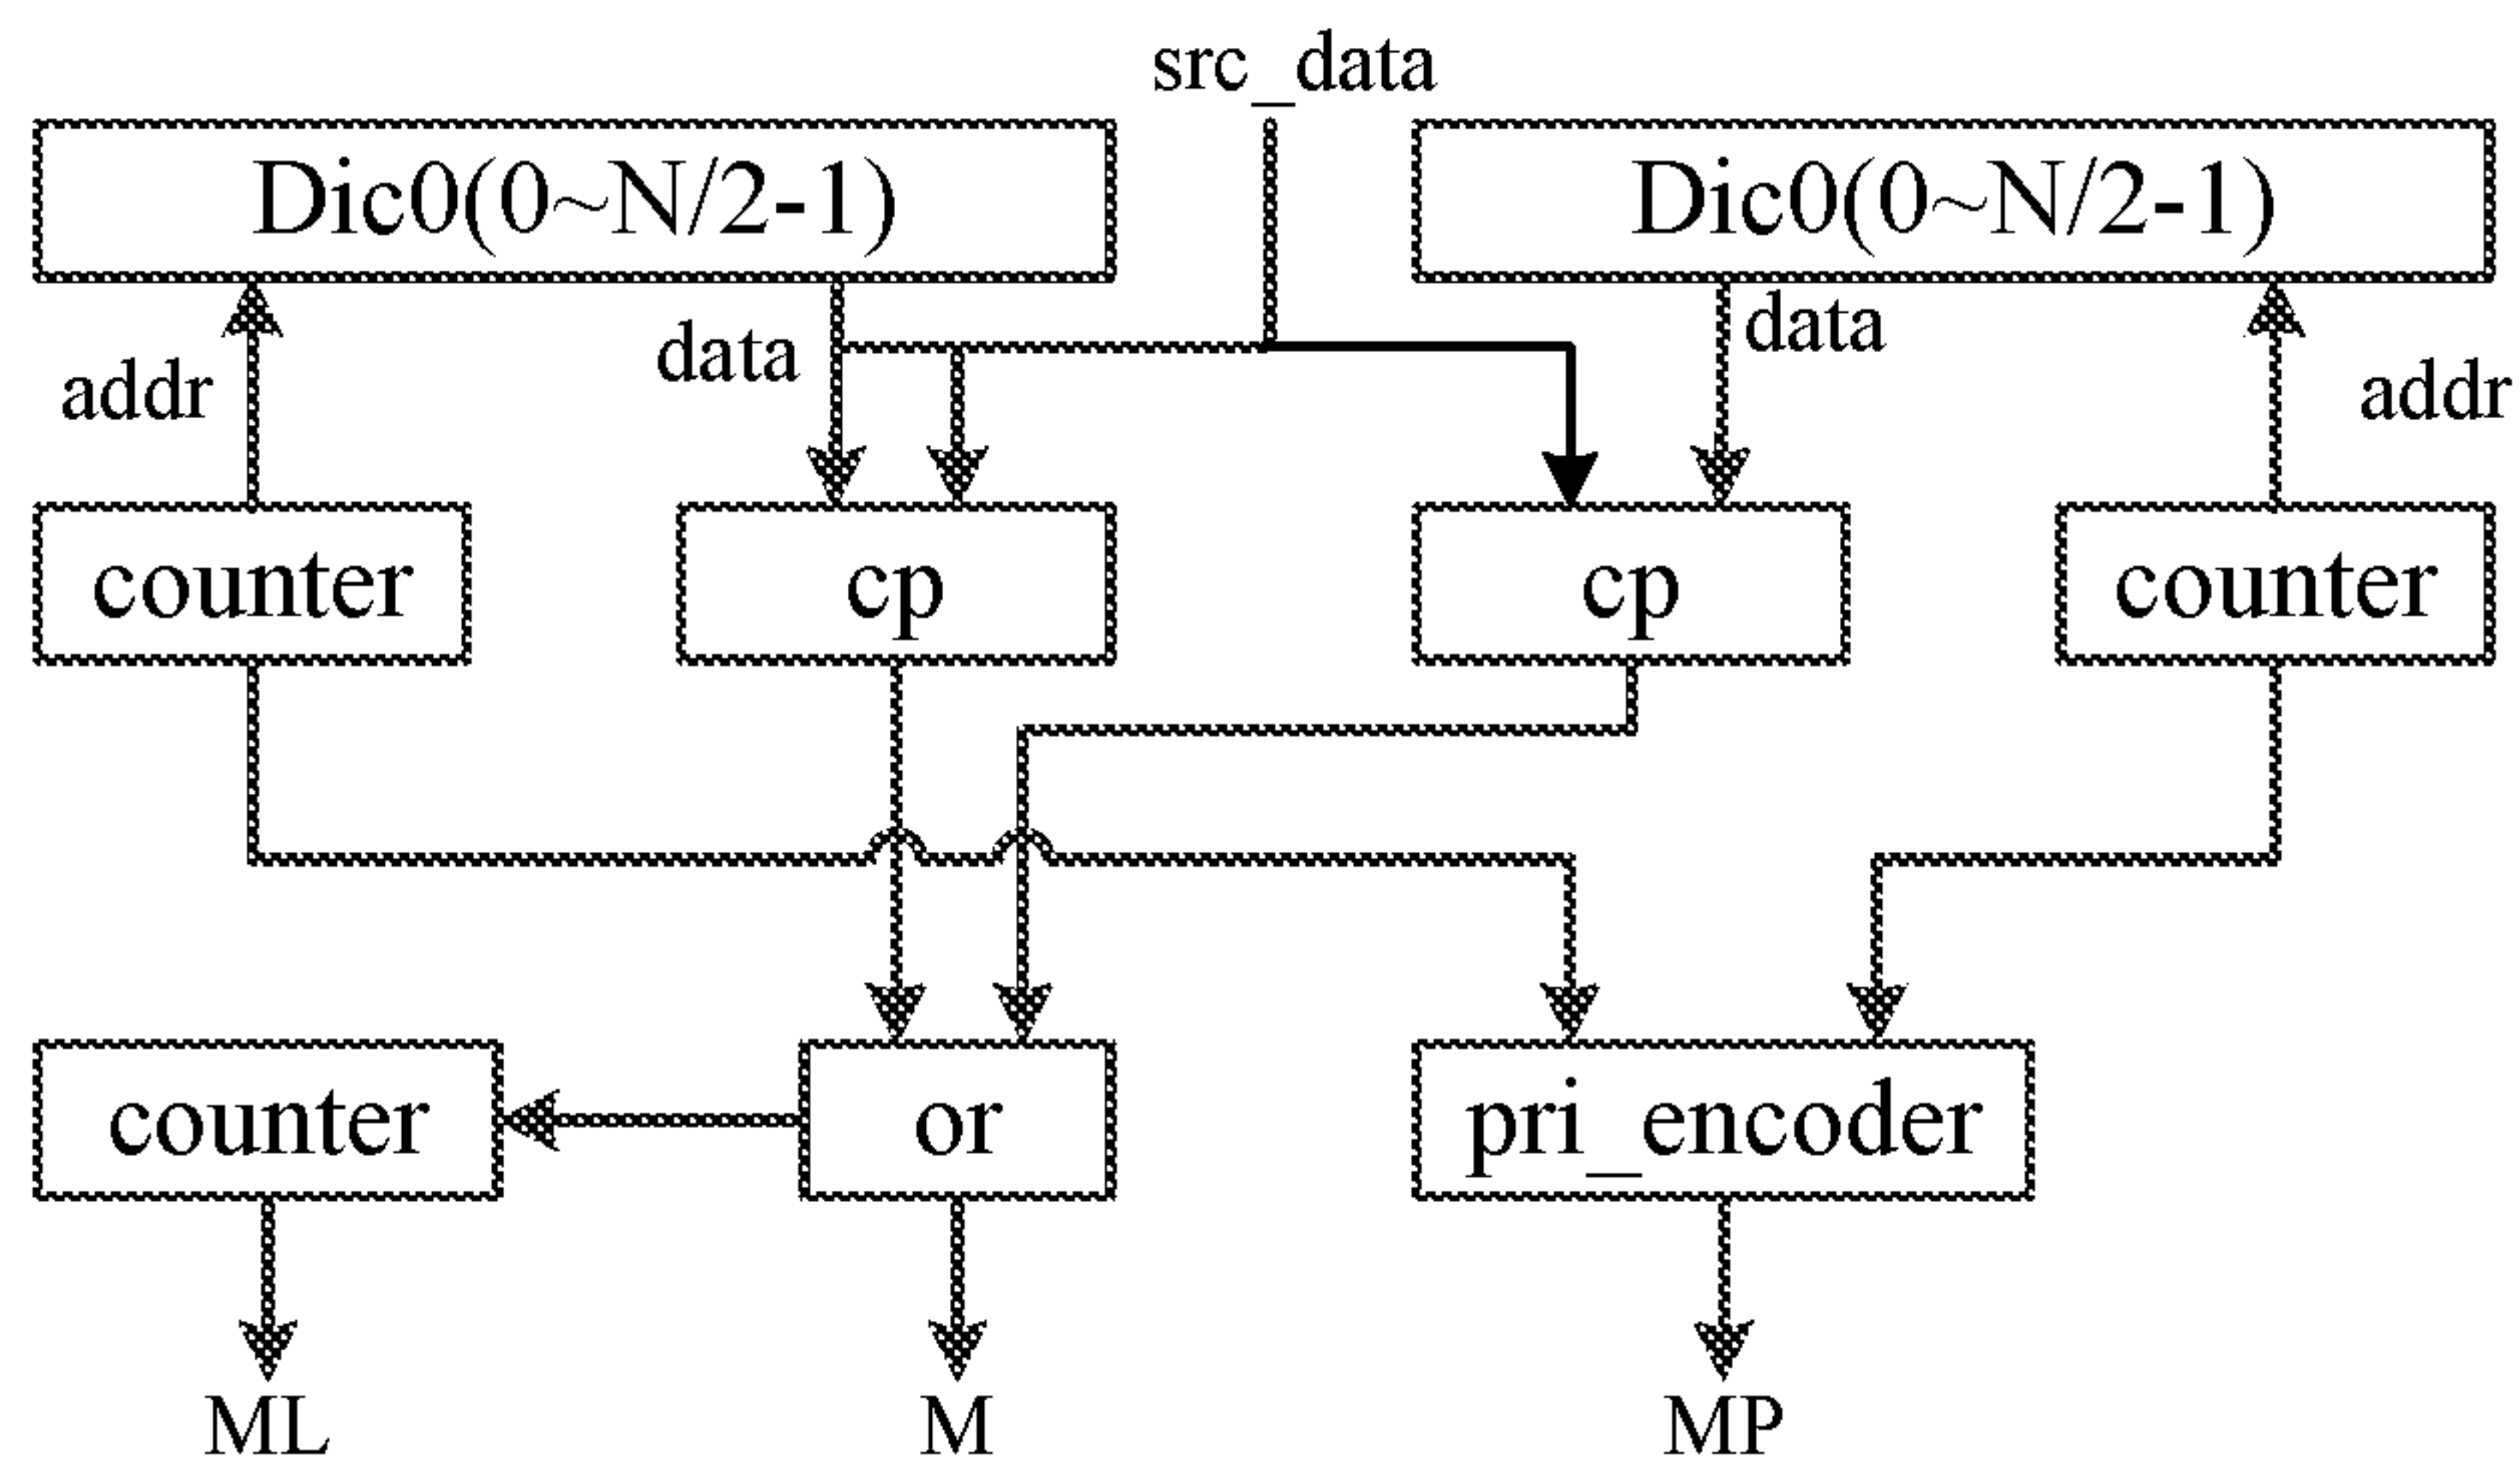 src_data
Dic0(0~N/2-1)
Dic0(0~N/2-1)
data
data
addr
addr
counter
cp
cp
counter
counter
or
pri_encoder
ML
M
MP